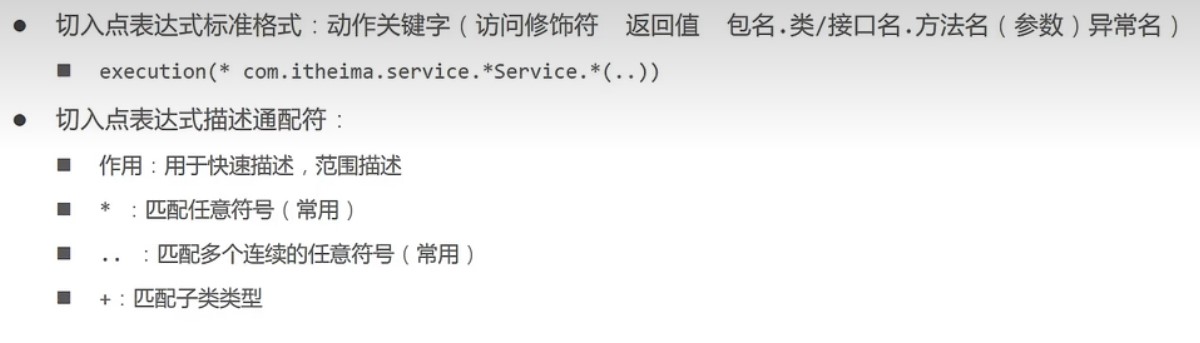 ● 切入点表达式标准格式：动作关键字（访问修饰符 返回值 包名.类/接口名.方法名（参数）异常名）
■ execution(* com.itheima.service.*Service.*(..))
● 切入点表达式描述通配符：
■ 作用：用于快速描述，范围描述
■ * ：匹配任意符号（常用）
■ .. ：匹配多个连续的任意符号（常用）
■ +：匹配子类类型